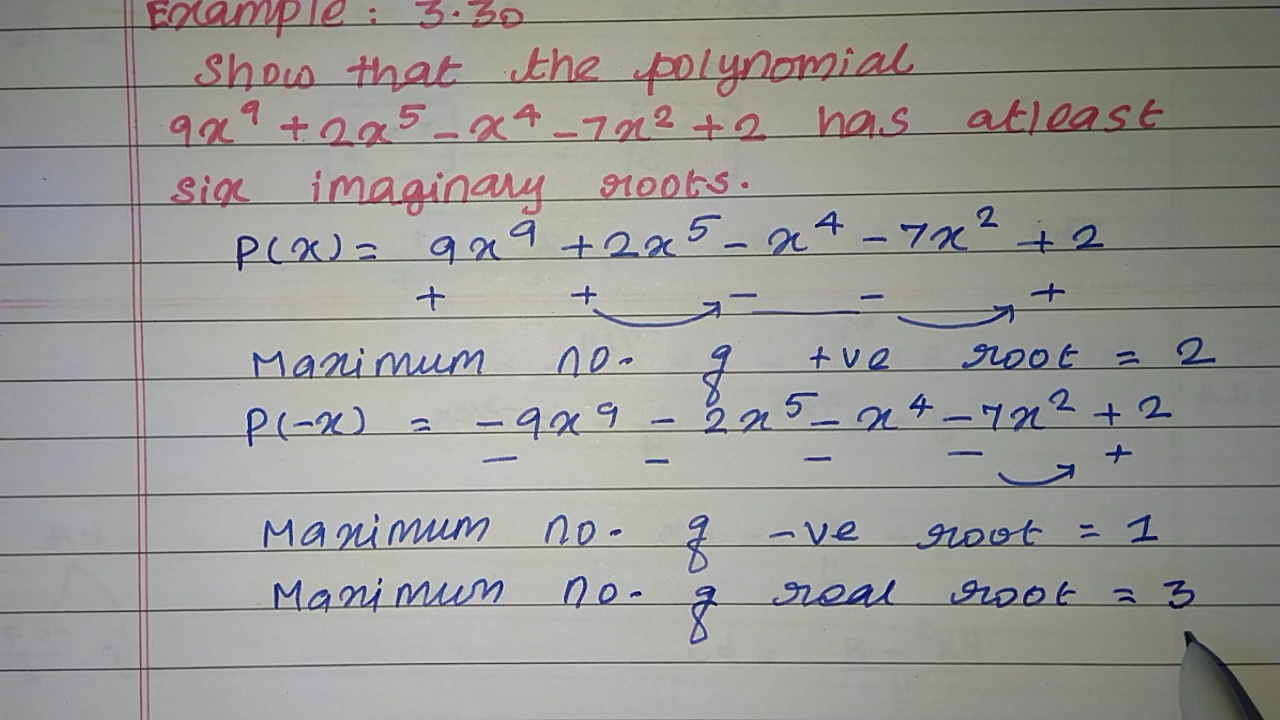 Example: 3.30
Show that the polynomial
9x⁹ + 2x⁵ - x⁴ - 7x² + 2 has atleast
six imaginary roots.
P(x) = 9x⁹ + 2x⁵ - x⁴ - 7x² + 2
+ + - - +
Maximum no. of +ve root = 2
P(-x) = -9x⁹ - 2x⁵ - x⁴ - 7x² + 2
- - - - +
Maximum no. of -ve root = 1
Maximum no. of real root = 3